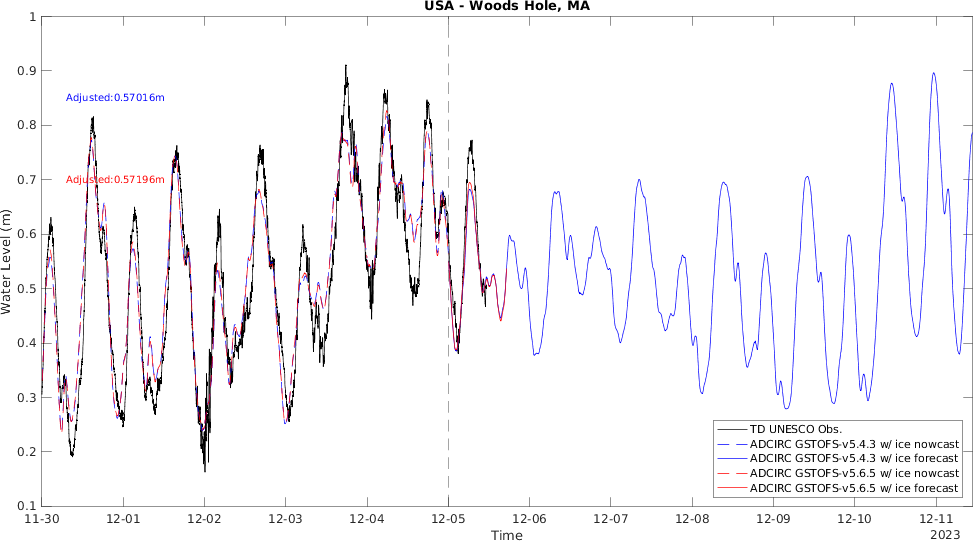 USA - Woods Hole, MA
Water Level (m)
1
0.9
0.8
0.7
0.6
0.5
0.4
0.3
0.2
0.1
Adjusted:0.57016m
Adjusted:0.57196m
TD UNESCO Obs.
ADCIRC GSTOFS-v5.4.3 w/ ice nowcast
ADCIRC GSTOFS-v5.4.3 w/ ice forecast
ADCIRC GSTOFS-v5.6.5 w/ ice nowcast
ADCIRC GSTOFS-v5.6.5 w/ ice forecast
11-30 12-01 12-02 12-03 12-04 12-05 12-06 12-07 12-08 12-09 12-10 12-11
Time
2023